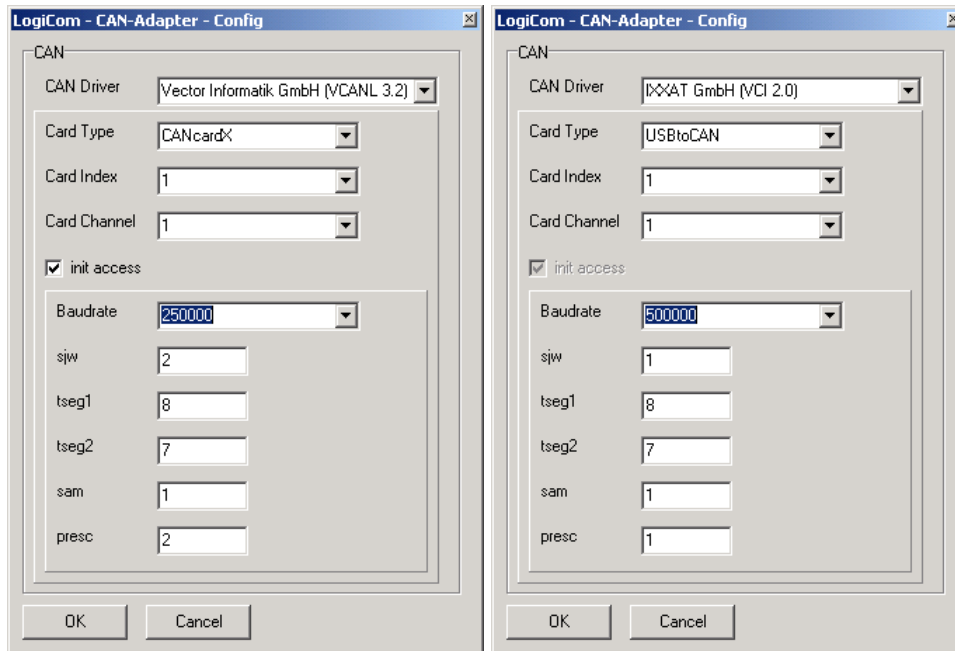 LogiCom - CAN-Adapter - Config
CAN
CAN Driver Vector Informatik GmbH (VCANL 3.2)
Card Type CANcardX
Card Index 1
Card Channel 1
init access
Baudrate 250000
sjw 2
tseg1 8
tseg2 7
sam 1
presc 2
OK Cancel
LogiCom - CAN-Adapter - Config
CAN
CAN Driver IXXAT GmbH (VCI 2.0)
Card Type USBtoCAN
Card Index 1
Card Channel 1
init access
Baudrate 500000
sjw 1
tseg1 8
tseg2 7
sam 1
presc 1
OK Cancel